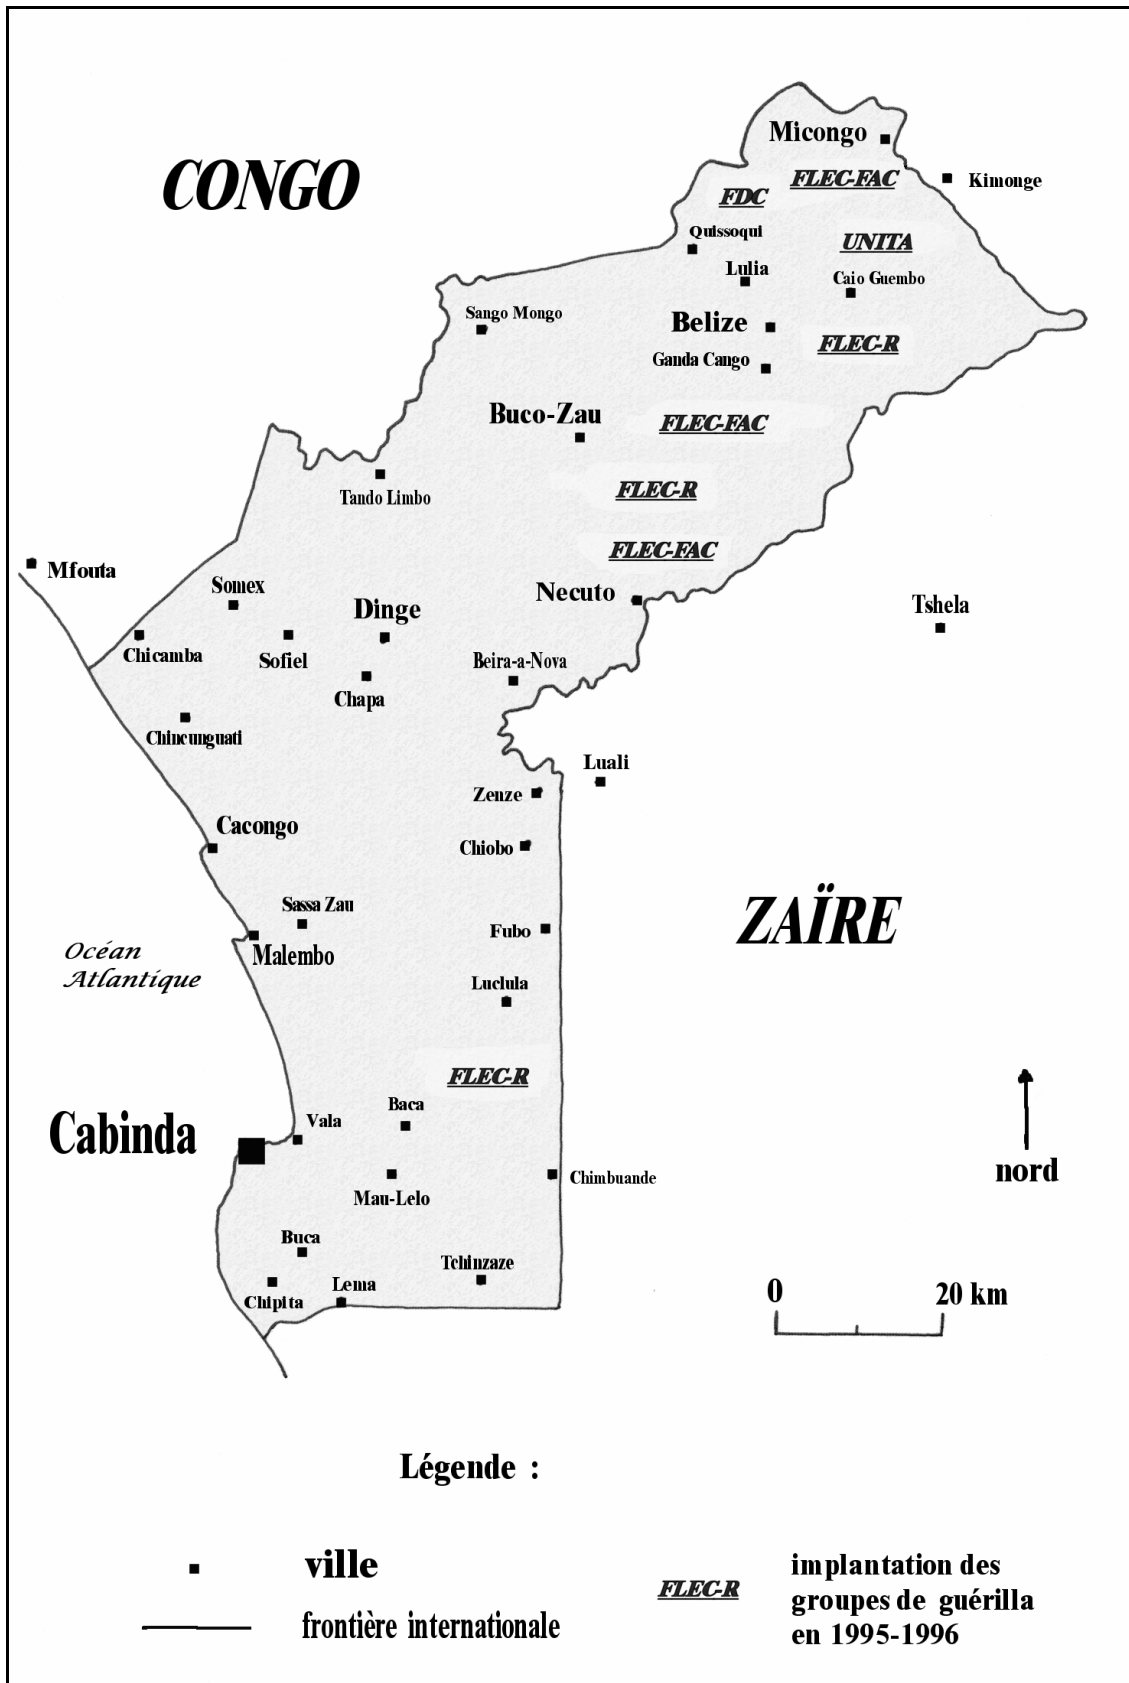 Micongo
CONGO
FLEC-FAC
Kimonge
FDC
Quissoqui
UNITA
Lulia
Caio Guembo
Sango Mongo
Belize
FLEC-R
Ganda Cango
Buco-Zau
FLEC-FAC
FLEC-R
Tando Limbo
FLEC-FAC
Mfouta
Somex
Necuto
Dinge
Tshela
Chicamba
Sofiel
Beira-a-Nova
Chapa
Chincunguati
Luali
Zenze
Cacongo
Chiobo
Sassa Zau
ZAÏRE
Fubo
Océan
Atlantique
Malembo
Luclula
FLEC-R
Baca
Cabinda
Vala
nord
Chimbuande
Mau-Lelo
Buca
Tchinzaze
Lema
0
20 km
Chipita
Légende :
ville
frontière internationale
FLEC-R
implantation des
groupes de guérilla
en 1995-1996